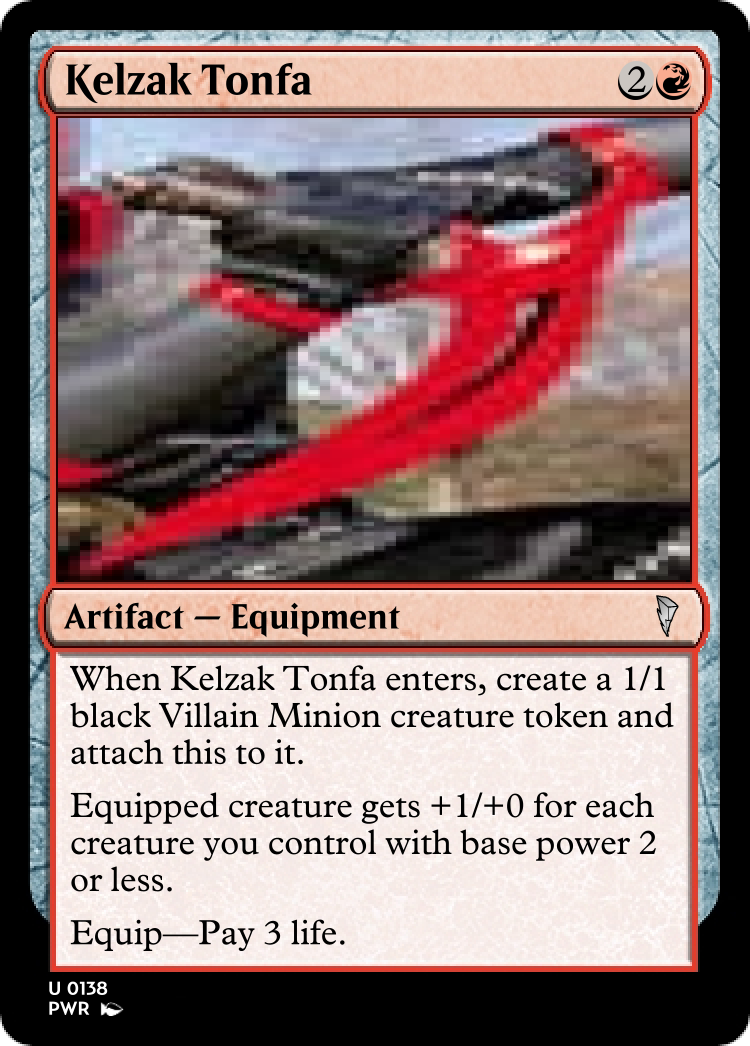 Kelzak Tonfa 2
Artifact — Equipment
When Kelzak Tonfa enters, create a 1/1
black Villain Minion creature token and
attach this to it.
Equipped creature gets +1/+0 for each
creature you control with base power 2
or less.
Equip—Pay 3 life.
U 0138
PWR